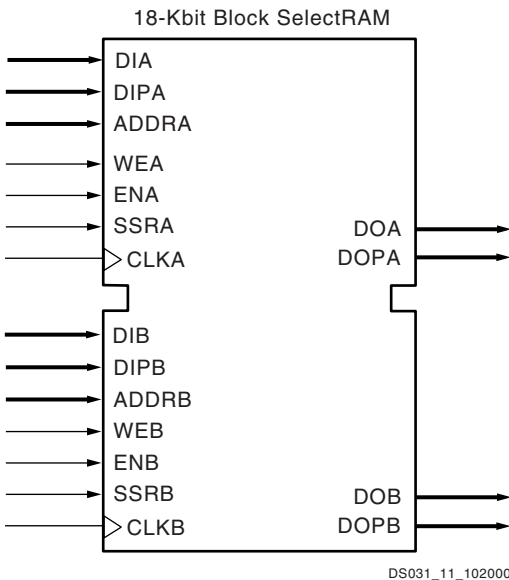 18-Kbit Block SelectRAM
DIA
DIPA
ADDRA
WEA
ENA
SSRA
DOA
CLKA
DOPA
DIB
DIPB
ADDRB
WEB
ENB
SSRB
DOB
CLKB
DOPB
DS031_11_102000